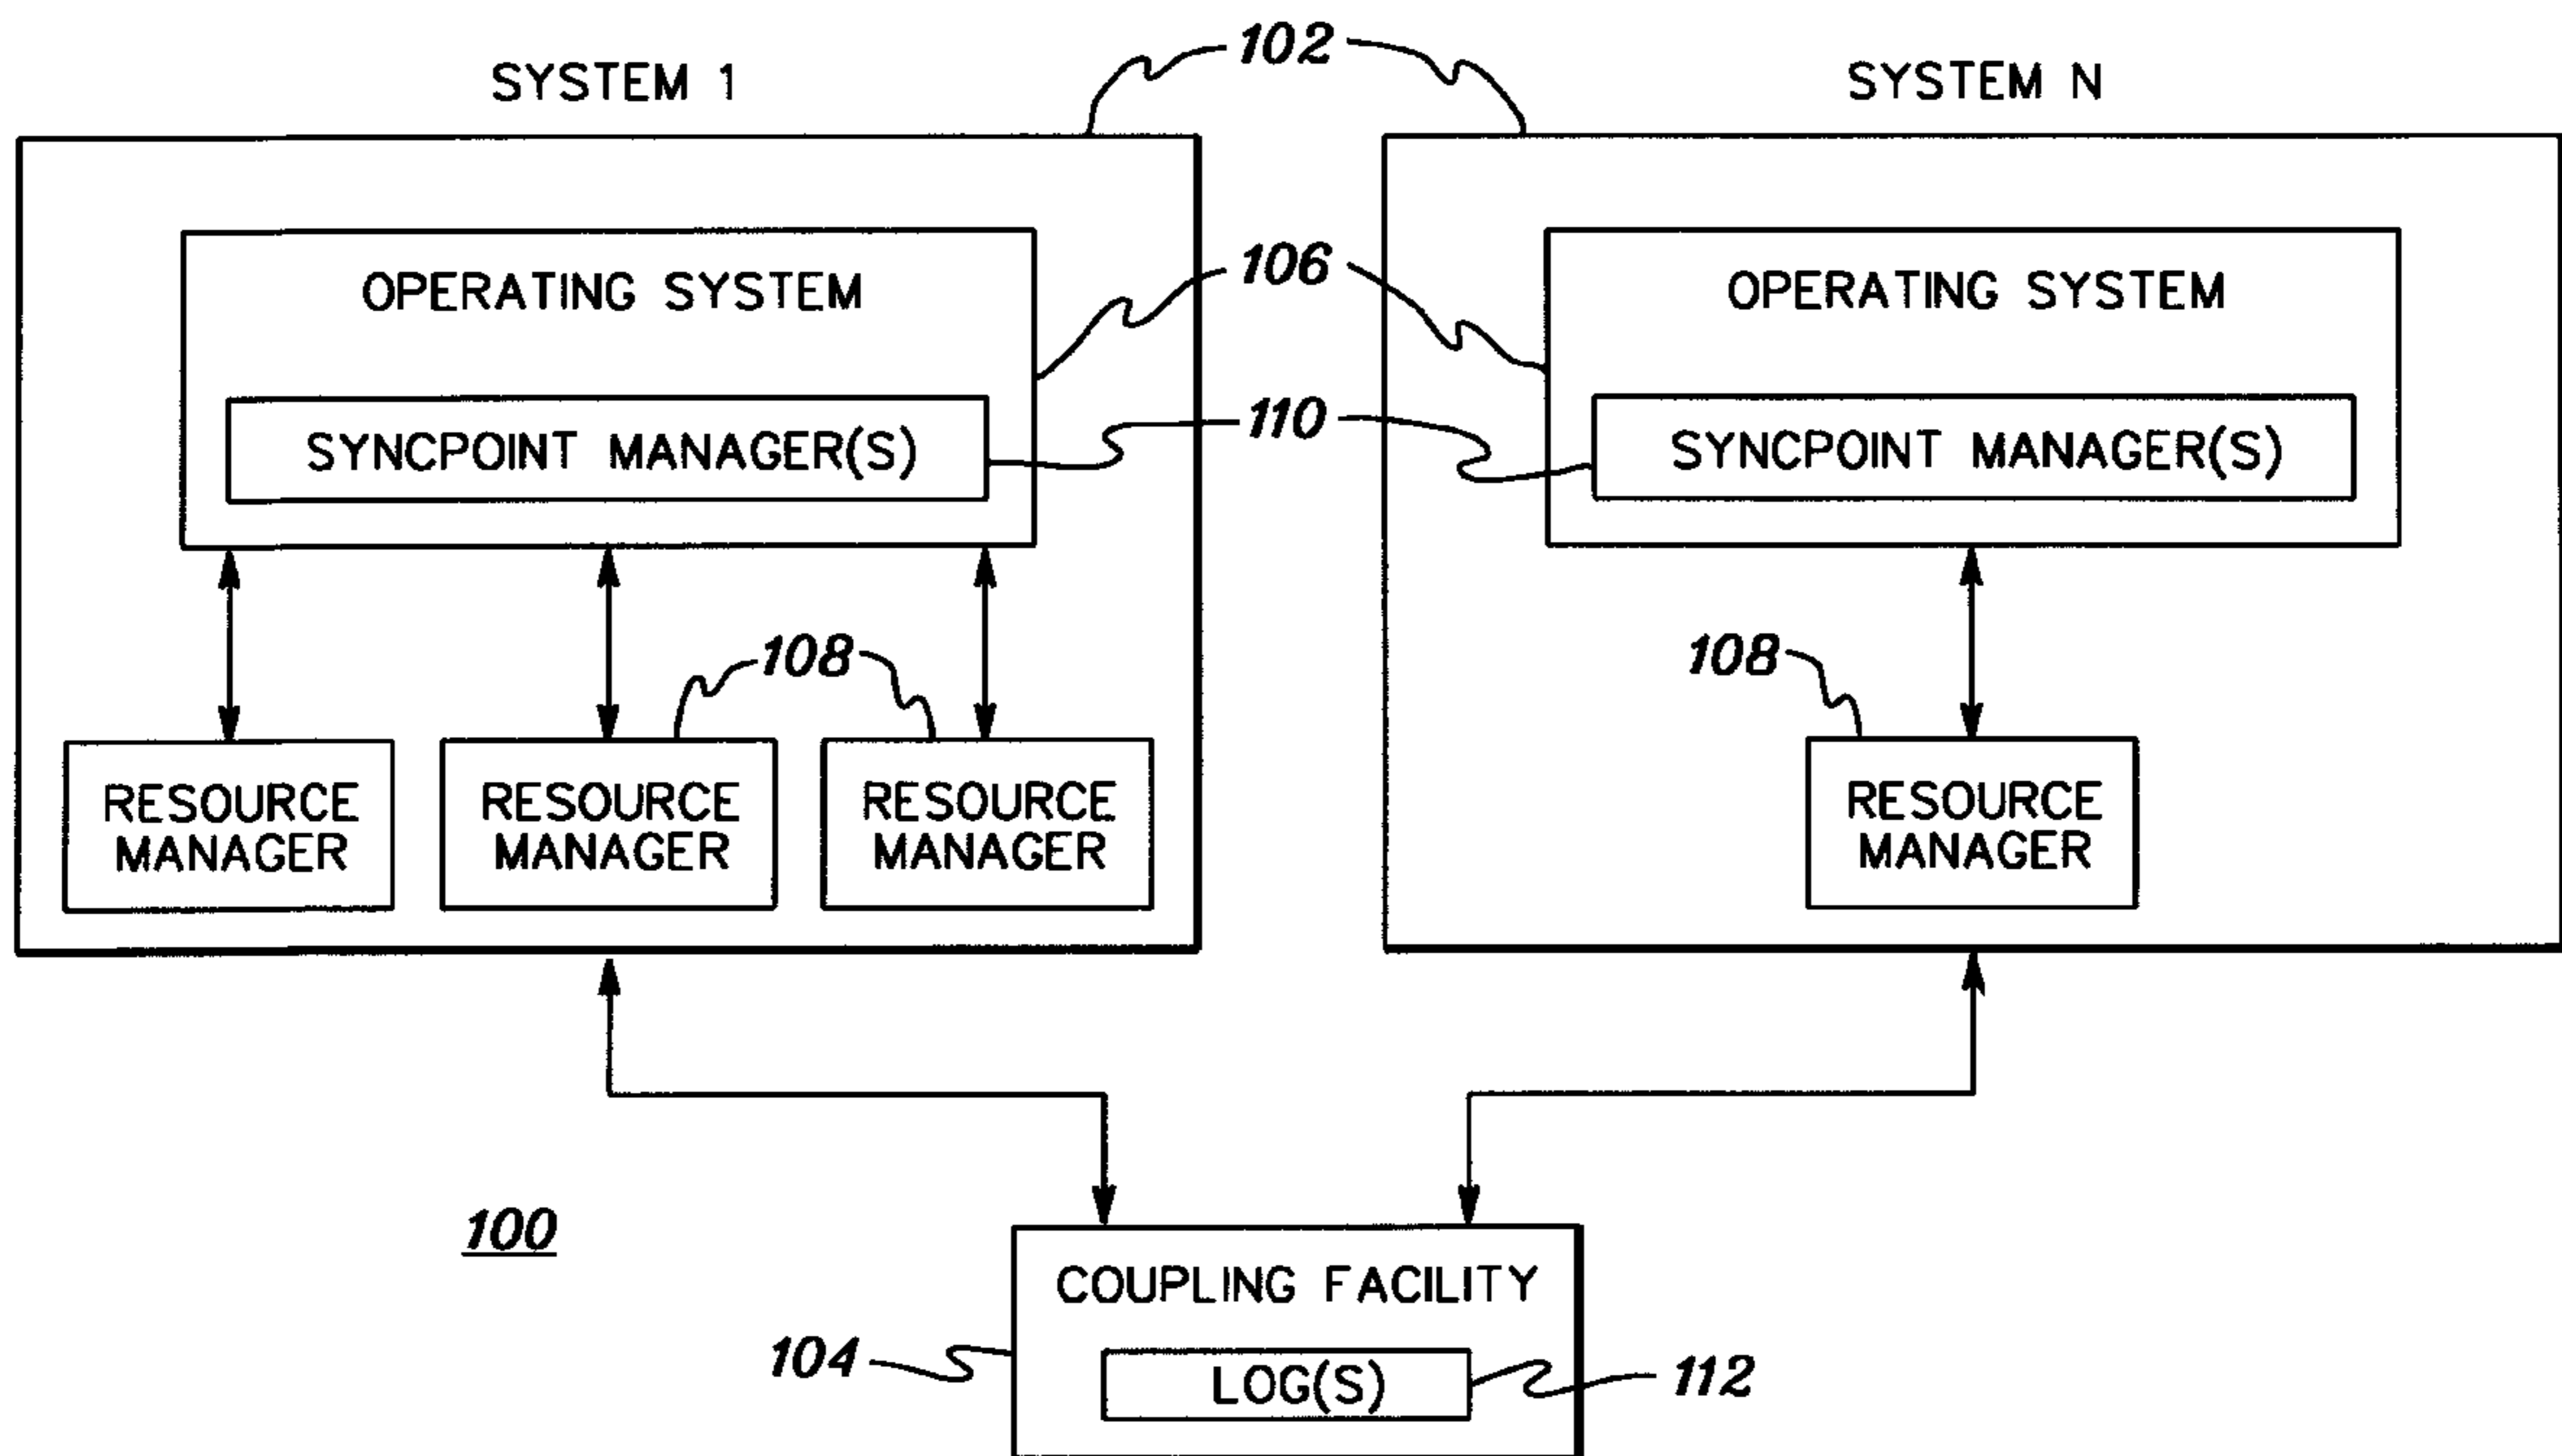 102
SYSTEM 1
SYSTEM N
OPERATING SYSTEM
106
OPERATING SYSTEM
SYNCPOINT MANAGER(S)
110
SYNCPOINT MANAGER(S)
108
108
RESOURCE
MANAGER
RESOURCE
MANAGER
RESOURCE
MANAGER
RESOURCE
MANAGER
100
COUPLING FACILITY
104
LOG(S)
112